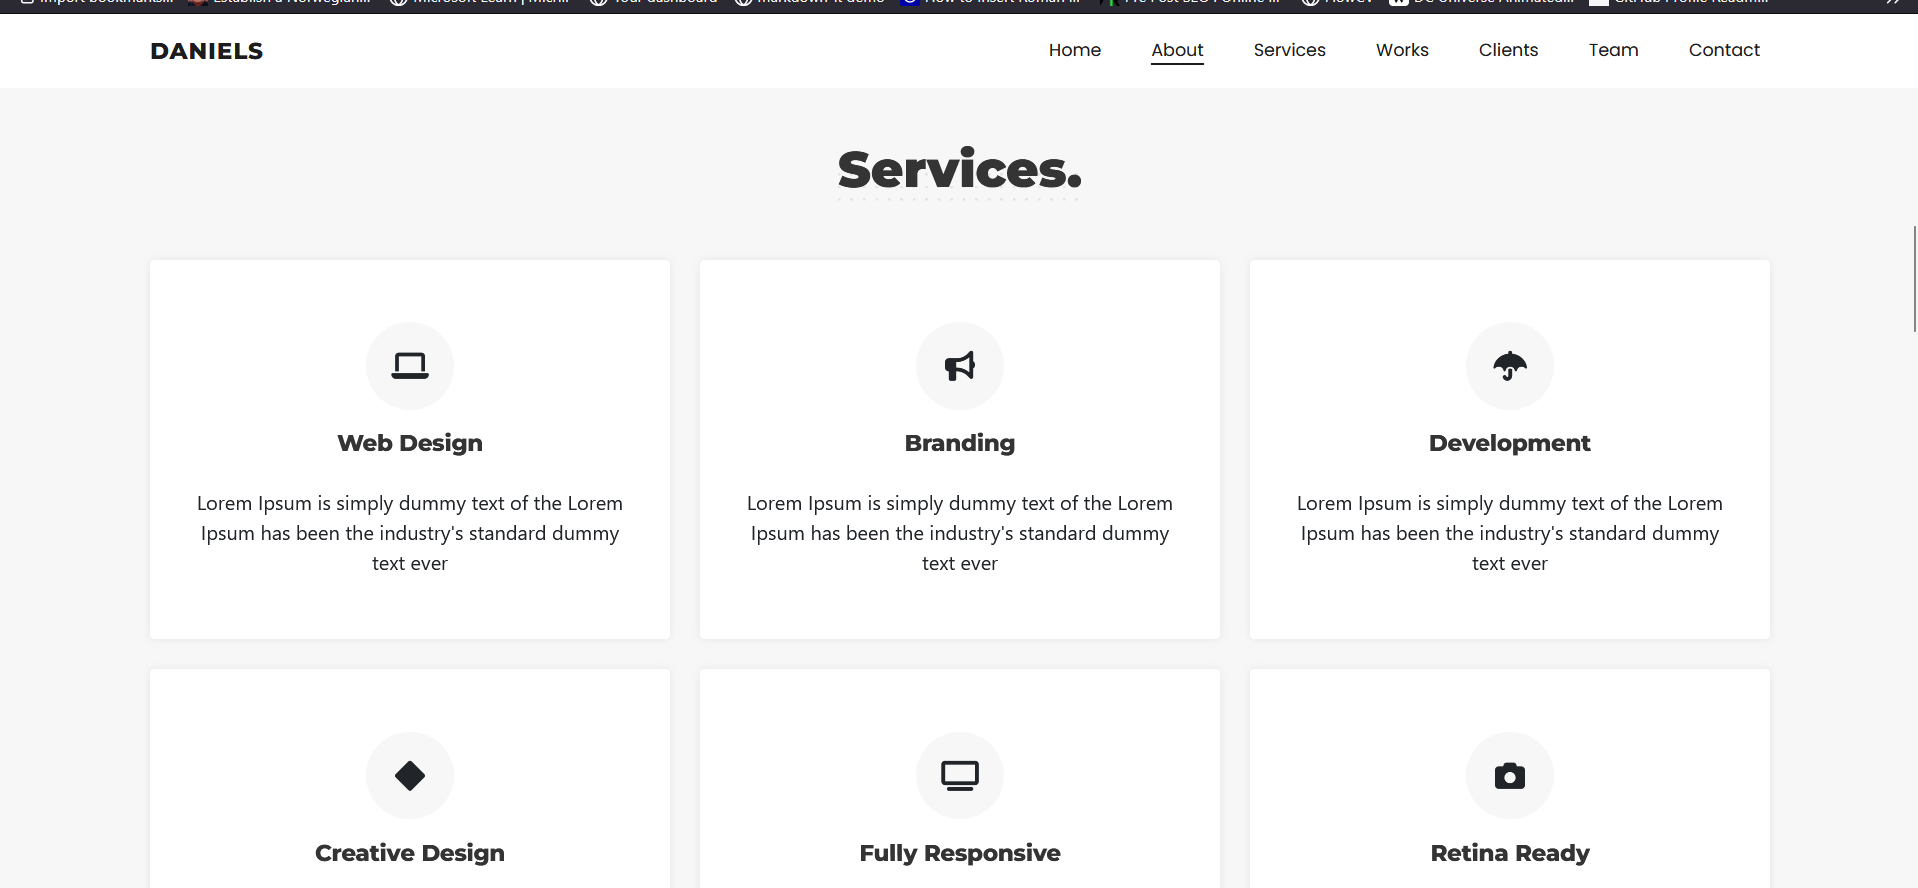 DANIELS
Home About Services Works Clients Team Contact
Services.
Web Design
Lorem Ipsum is simply dummy text of the Lorem
Ipsum has been the industry's standard dummy
text ever
Branding
Lorem Ipsum is simply dummy text of the Lorem
Ipsum has been the industry's standard dummy
text ever
Development
Lorem Ipsum is simply dummy text of the Lorem
Ipsum has been the industry's standard dummy
text ever
Creative Design
Fully Responsive
Retina Ready